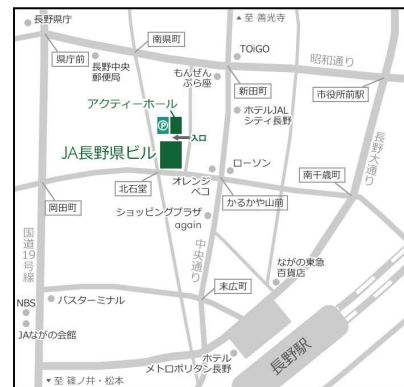 長野県庁
▲至 善光寺
南県町
TOiGO
昭和通り
県庁前
長野中央
郵便局
もんぜん
ぷら座
新田町
市役所前駅
アクティーホール
ホテルJAL
シティ長野
P
入口
長野大通り
JA長野県ビル
ローソン
オレンジ
ペコ
南千歳町
北石堂
かるかや山前
岡田町
ショッピングプラザ
again
国道19号線
中央通り
ながの東急
百貨店
末広町
NBS
バスターミナル
JAながの会館
長野駅
ホテル
メトロポリタン長野
▼至 篠ノ井・松本